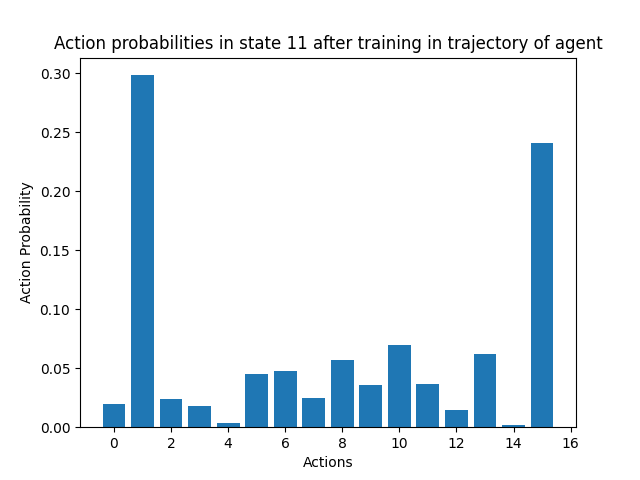 Action probabilities in state 11 after training in trajectory of agent
0.30
0.25
0.20
0.15
0.10
0.05
0.00
Action Probability
0 2 4 6 8 10 12 14 16
Actions